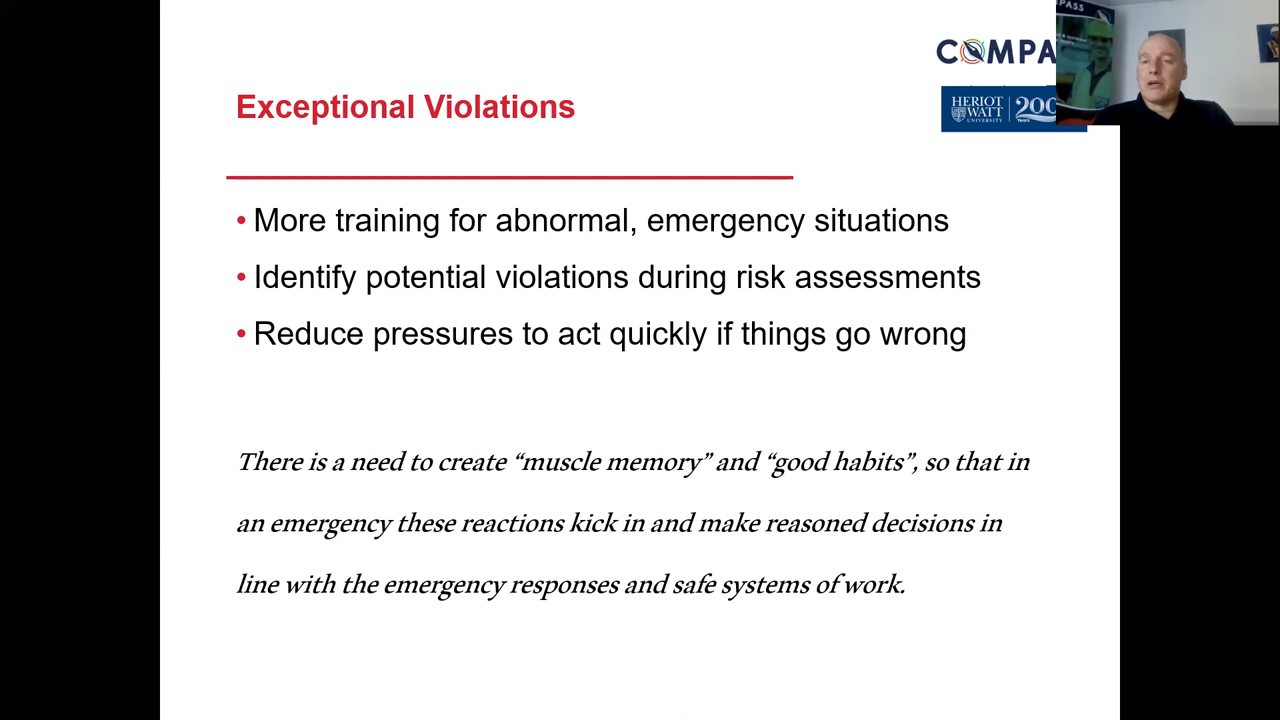 COMPA
Exceptional Violations
HERIOT
WATT
UNIVERSITY
200
Years
• More training for abnormal, emergency situations
• Identify potential violations during risk assessments
• Reduce pressures to act quickly if things go wrong
There is a need to create “muscle memory” and “good habits”, so that in
an emergency these reactions kick in and make reasoned decisions in
line with the emergency responses and safe systems of work.